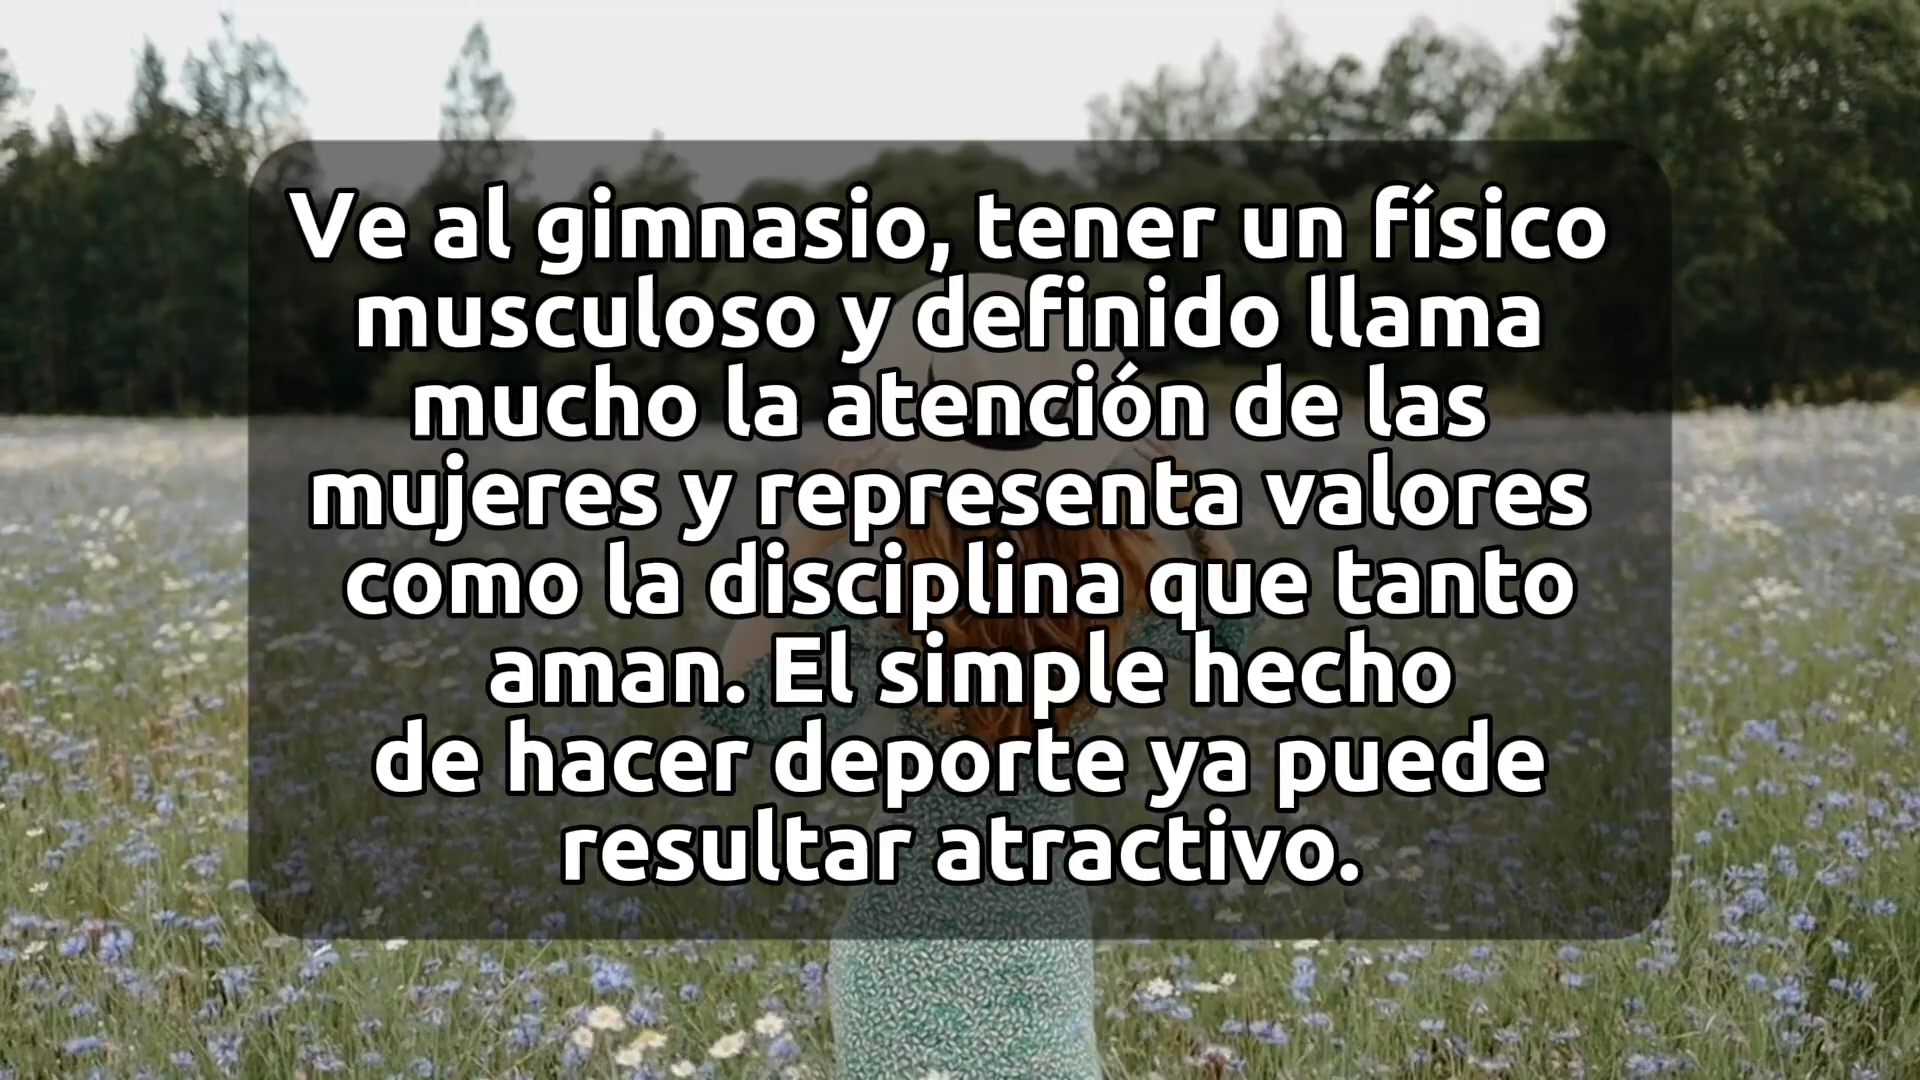 Ve al gimnasio, tener un físico
musculoso y definido llama
mucho la atención de las
mujeres y representa valores
como la disciplina que tanto
aman. El simple hecho
de hacer deporte ya puede
resultar atractivo.